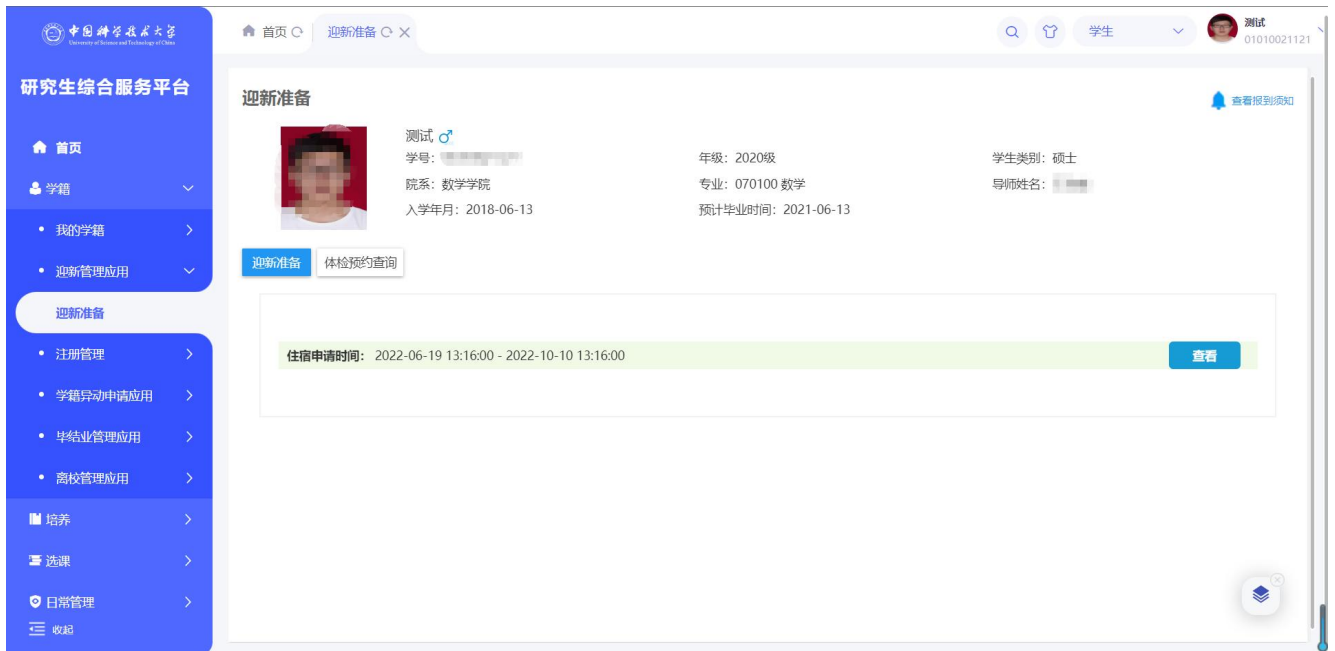 中国科学技术大学
University of Science and Technology of China
首页
迎新准备
学生
测试
01010021121
研究生综合服务平台
首页
学籍
我的学籍
迎新管理应用
迎新准备
注册管理
学籍异动申请应用
毕结业管理应用
离校管理应用
培养
选课
日常管理
收起
迎新准备
查看报到须知
测试
学号：
年级：2020级
学生类别：硕士
院系：数学学院
专业：070100 数学
导师姓名：
入学年月：2018-06-13
预计毕业时间：2021-06-13
迎新准备
体检预约查询
住宿申请时间： 2022-06-19 13:16:00 - 2022-10-10 13:16:00
查看